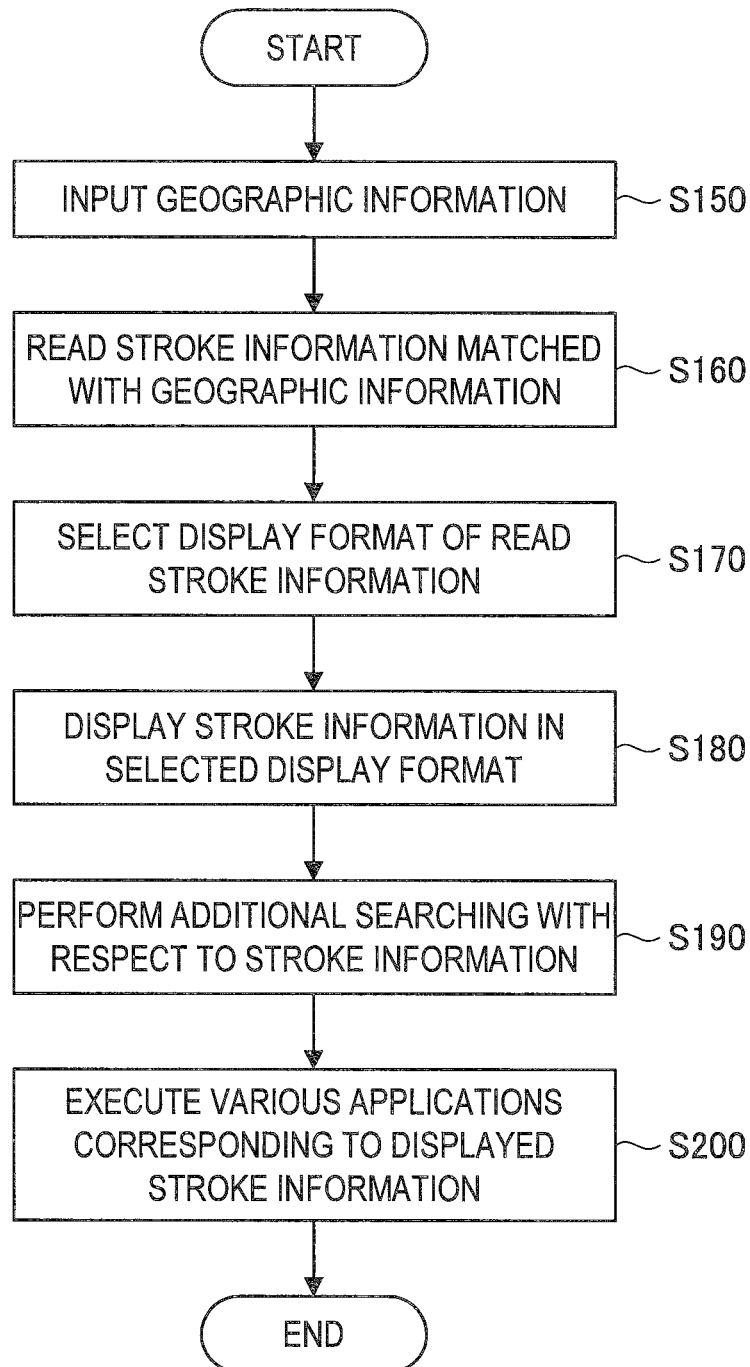 START
INPUT GEOGRAPHIC INFORMATION
S150
READ STROKE INFORMATION MATCHED
WITH GEOGRAPHIC INFORMATION
S160
SELECT DISPLAY FORMAT OF READ
STROKE INFORMATION
S170
DISPLAY STROKE INFORMATION IN
SELECTED DISPLAY FORMAT
S180
PERFORM ADDITIONAL SEARCHING WITH
RESPECT TO STROKE INFORMATION
S190
EXECUTE VARIOUS APPLICATIONS
CORRESPONDING TO DISPLAYED
STROKE INFORMATION
S200
END